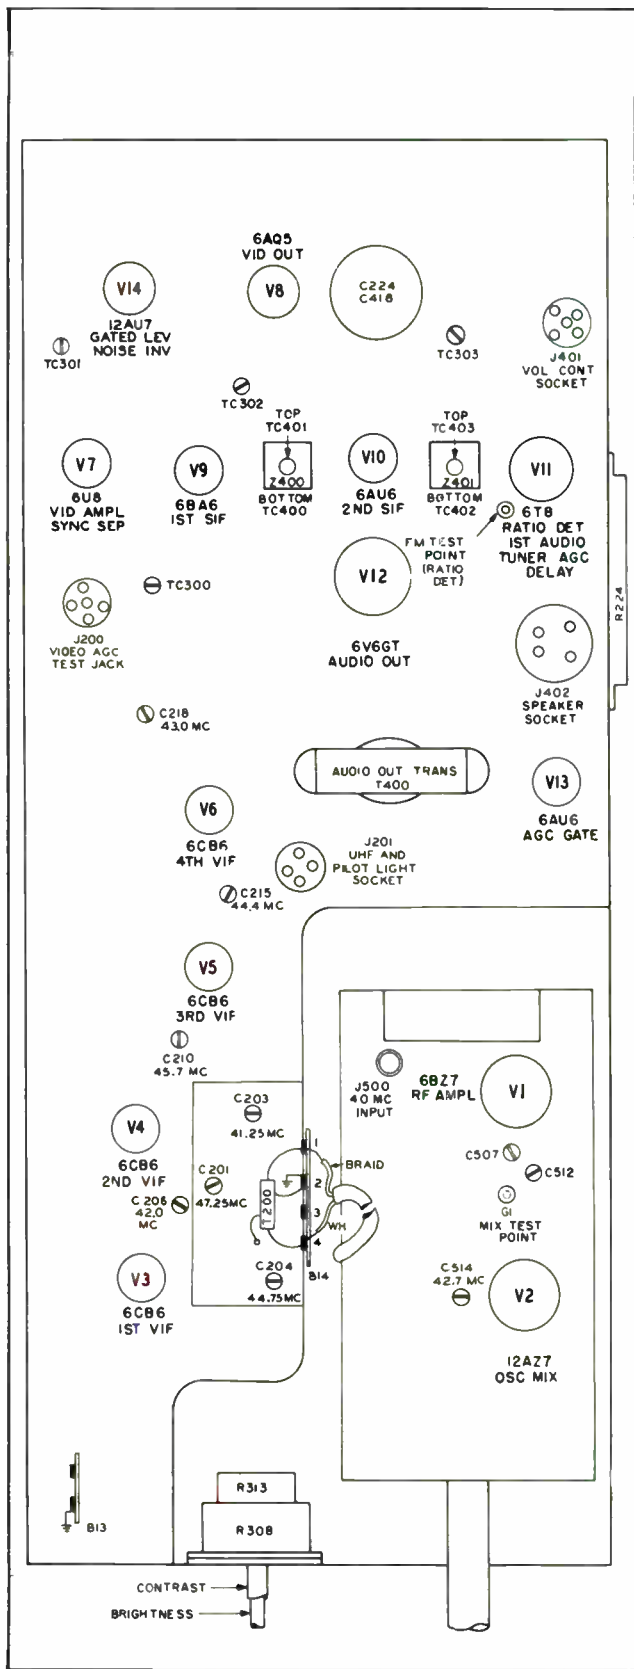 6AQ5
VID OUT
V14
V8
C224
C418
12AU7
GATED LEV
NOISE INV
TC301
TC302
TC303
J401
VOL CONT
SOCKET
TOP
TC401
TOP
TC403
V7
V9
V10
V11
Z400
Z401
6U8
VID AMPL
SYNC SEP
6BA6
1ST SIF
BOTTOM
TC400
6AU6
2ND SIF
BOTTOM
TC402
6T8
RATIO DET
1ST AUDIO
TUNER AGC
DELAY
FM TEST
POINT
(RATIO
DET)
V12
R224
TC300
J200
VIDEO AGC
TEST JACK
6V6GT
AUDIO OUT
J402
SPEAKER
SOCKET
C218
43.0 MC
AUDIO OUT TRANS
T400
V13
6AU6
AGC GATE
V6
6CB6
4TH VIF
J201
UHF AND
PILOT LIGHT
SOCKET
C215
44.4 MC
V5
6CB6
3RD VIF
C210
45.7 MC
J500
40 MC
INPUT
6BZ7
RF AMPL
V1
C203
41.25 MC
V4
6CB6
2ND VIF
1
BRAID
2
3
WH
4
C201
47.25 MC
T200
C206
42.0
MC
C507
C512
G1
MIX TEST
POINT
V3
6CB6
1ST VIF
C204
44.75 MC
B14
C514
42.7 MC
V2
12AZ7
OSC MIX
B13
R313
R308
CONTRAST
BRIGHTNESS